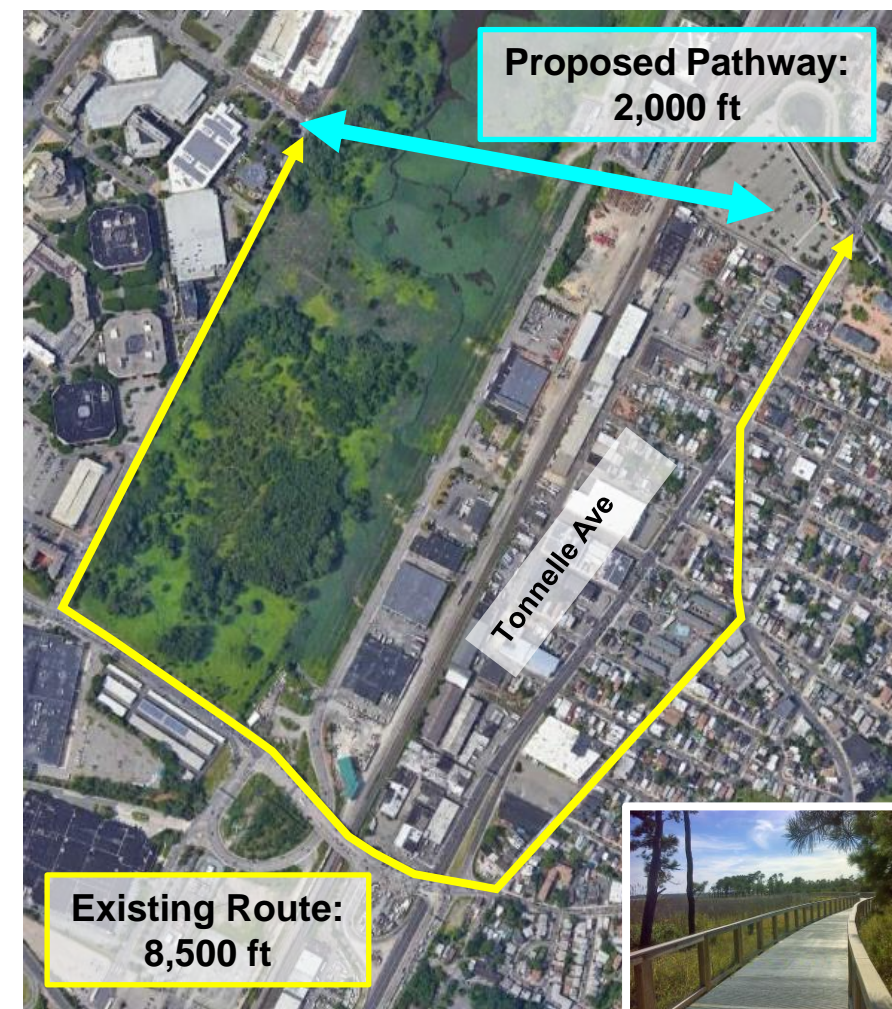 Proposed Pathway:
2,000 ft
Tonnelle Ave
Existing Route:
8,500 ft